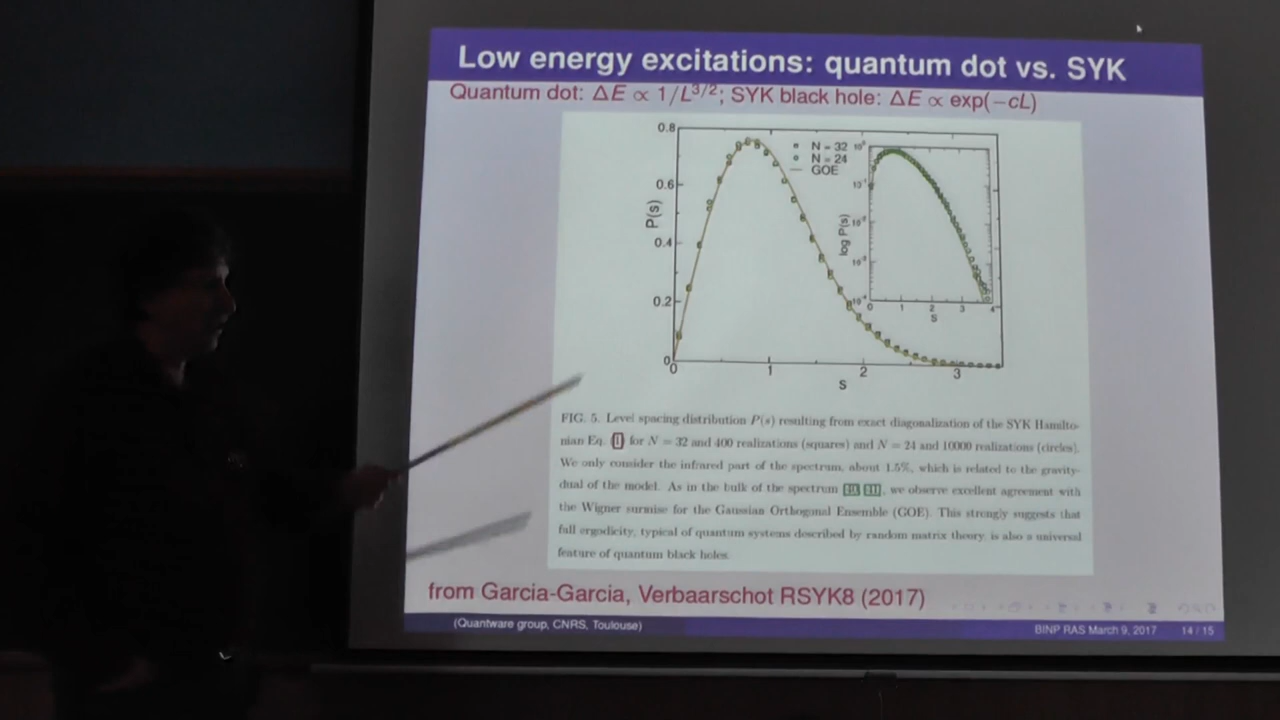 Low energy excitations: quantum dot vs. SYK
Quantum dot: ΔE ∝ 1/L^3/2; SYK black hole: ΔE ∝ exp(−cL)
0.8
0.6
0.4
0.2
0
P(s)
0 1 2 3
s
N = 32
N = 24
GOE
log P(s)
0 1 2 3 4
s
FIG. 5. Level spacing distribution P(s) resulting from exact diagonalization of the SYK Hamilto-
nian Eq. 1 for N = 32 and 400 realizations (squares) and N = 24 and 10000 realizations (circles).
We only consider the infrared part of the spectrum, about 1.5%, which is related to the gravity-
dual of the model. As in the bulk of the spectrum we observe excellent agreement with
the Wigner surmise for the Gaussian Orthogonal Ensemble (GOE). This strongly suggests that
full ergodicity, typical of quantum systems described by random matrix theory, is also a universal
feature of quantum black holes.
from Garcia-Garcia, Verbaarschot RSYK8 (2017)
(Quantware group, CNRS, Toulouse)
BINP RAS March 9, 2017 14 / 15